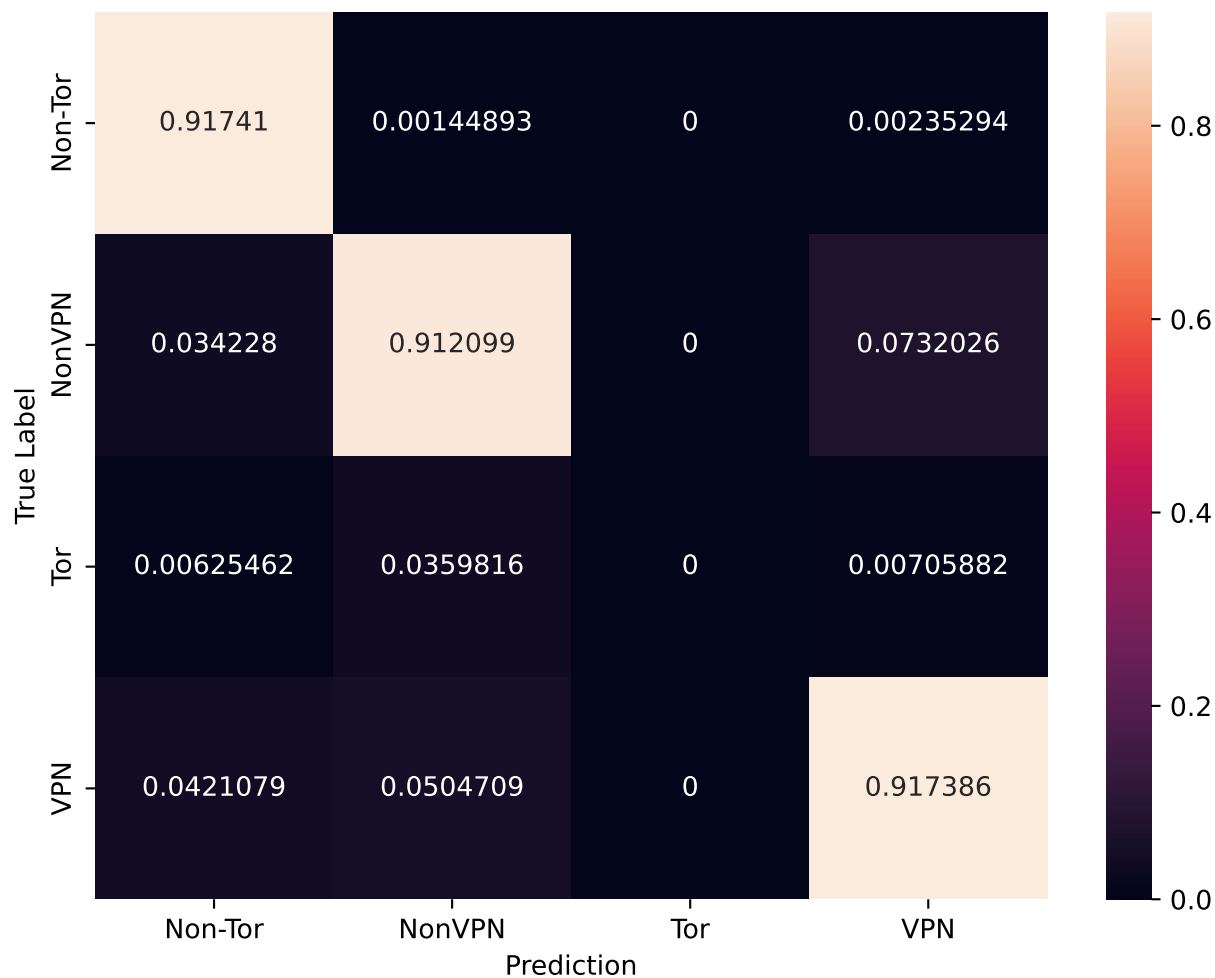 True Label
Non-Tor 0.91741 0.00144893 0 0.00235294
NonVPN 0.034228 0.912099 0 0.0732026
Tor 0.00625462 0.0359816 0 0.00705882
VPN 0.0421079 0.0504709 0 0.917386
Non-Tor NonVPN Tor VPN
Prediction
0.8
0.6
0.4
0.2
0.0